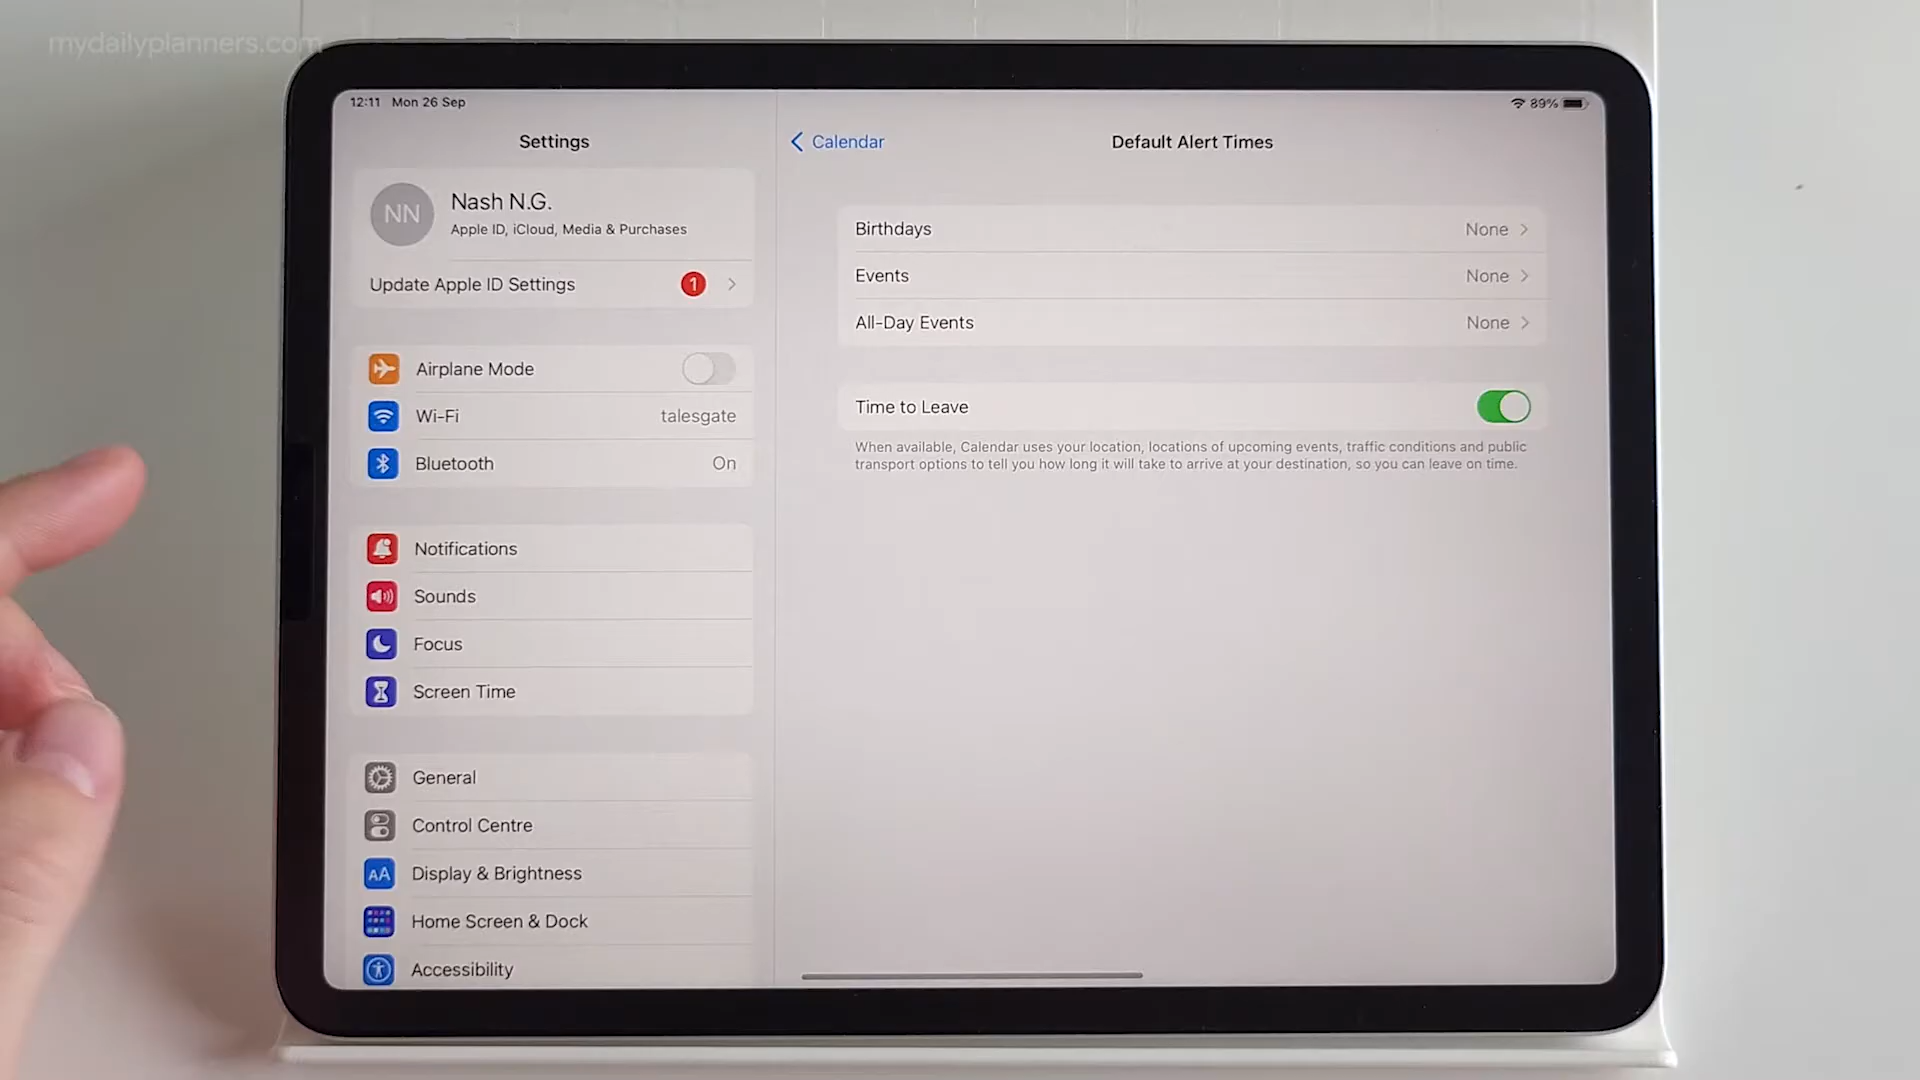 mydailyplanners.com
12:11 Mon 26 Sep
89%
Settings
NN
Nash N.G.
Apple ID, iCloud, Media & Purchases
Update Apple ID Settings
1
Airplane Mode
Wi-Fi
talesgate
Bluetooth
On
Notifications
Sounds
Focus
Screen Time
General
Control Centre
AA
Display & Brightness
Home Screen & Dock
Accessibility
Calendar
Default Alert Times
Birthdays
None
Events
None
All-Day Events
None
Time to Leave
When available, Calendar uses your location, locations of upcoming events, traffic conditions and public
transport options to tell you how long it will take to arrive at your destination, so you can leave on time.